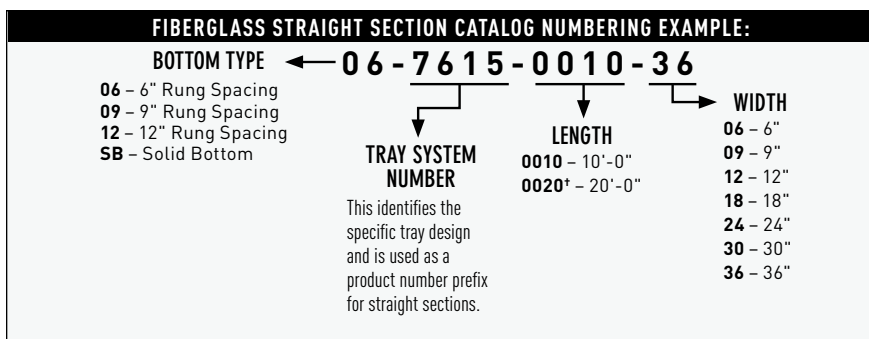 FIBERGLASS STRAIGHT SECTION CATALOG NUMBERING EXAMPLE:
06-7615-0010-36
BOTTOM TYPE
06 – 6" Rung Spacing
09 – 9" Rung Spacing
12 – 12" Rung Spacing
SB – Solid Bottom
TRAY SYSTEM
NUMBER
This identifies the
specific tray design
and is used as a
product number prefix
for straight sections.
LENGTH
0010 – 10'-0"
0020† – 20'-0"
WIDTH
06 – 6"
09 – 9"
12 – 12"
18 – 18"
24 – 24"
30 – 30"
36 – 36"